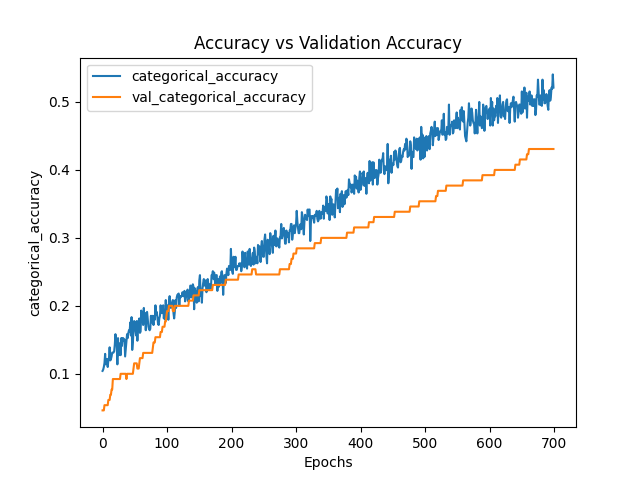 Accuracy vs Validation Accuracy
categorical_accuracy
val_categorical_accuracy
categorical_accuracy
0.5
0.4
0.3
0.2
0.1
0 100 200 300 400 500 600 700
Epochs